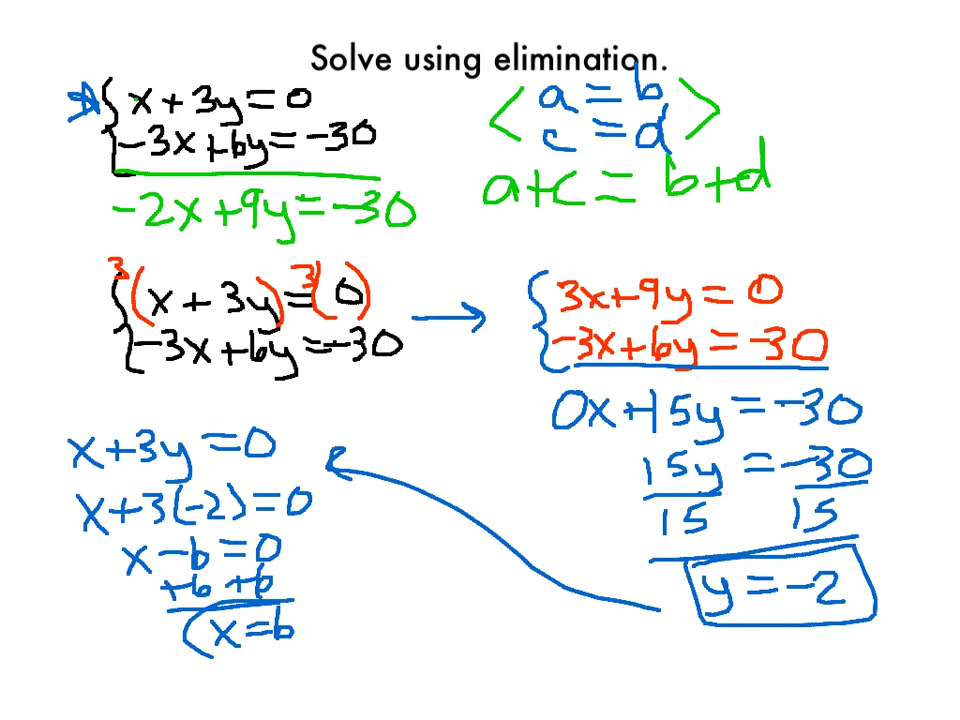 Solve using elimination.
x + 3y = 0
-3x + 6y = -30
-2x + 9y = -30
a = b
c = d
a + c = b + d
3(x + 3y) = 3(0)
-3x + 6y = -30
3x + 9y = 0
-3x + 6y = -30
0x + 15y = -30
15y = -30
15 15
y = -2
x + 3y = 0
x + 3(-2) = 0
x - 6 = 0
+6 +6
x = 6